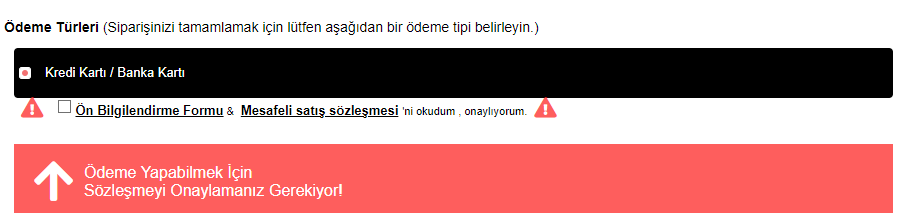 Ödeme Türleri (Siparişinizi tamamlamak için lütfen aşağıdan bir ödeme tipi belirleyin.)
Kredi Kartı / Banka Kartı
Ön Bilgilendirme Formu & Mesafeli satış sözleşmesi 'ni okudum , onaylıyorum.
Ödeme Yapabilmek İçin
Sözleşmeyi Onaylamanız Gerekiyor!